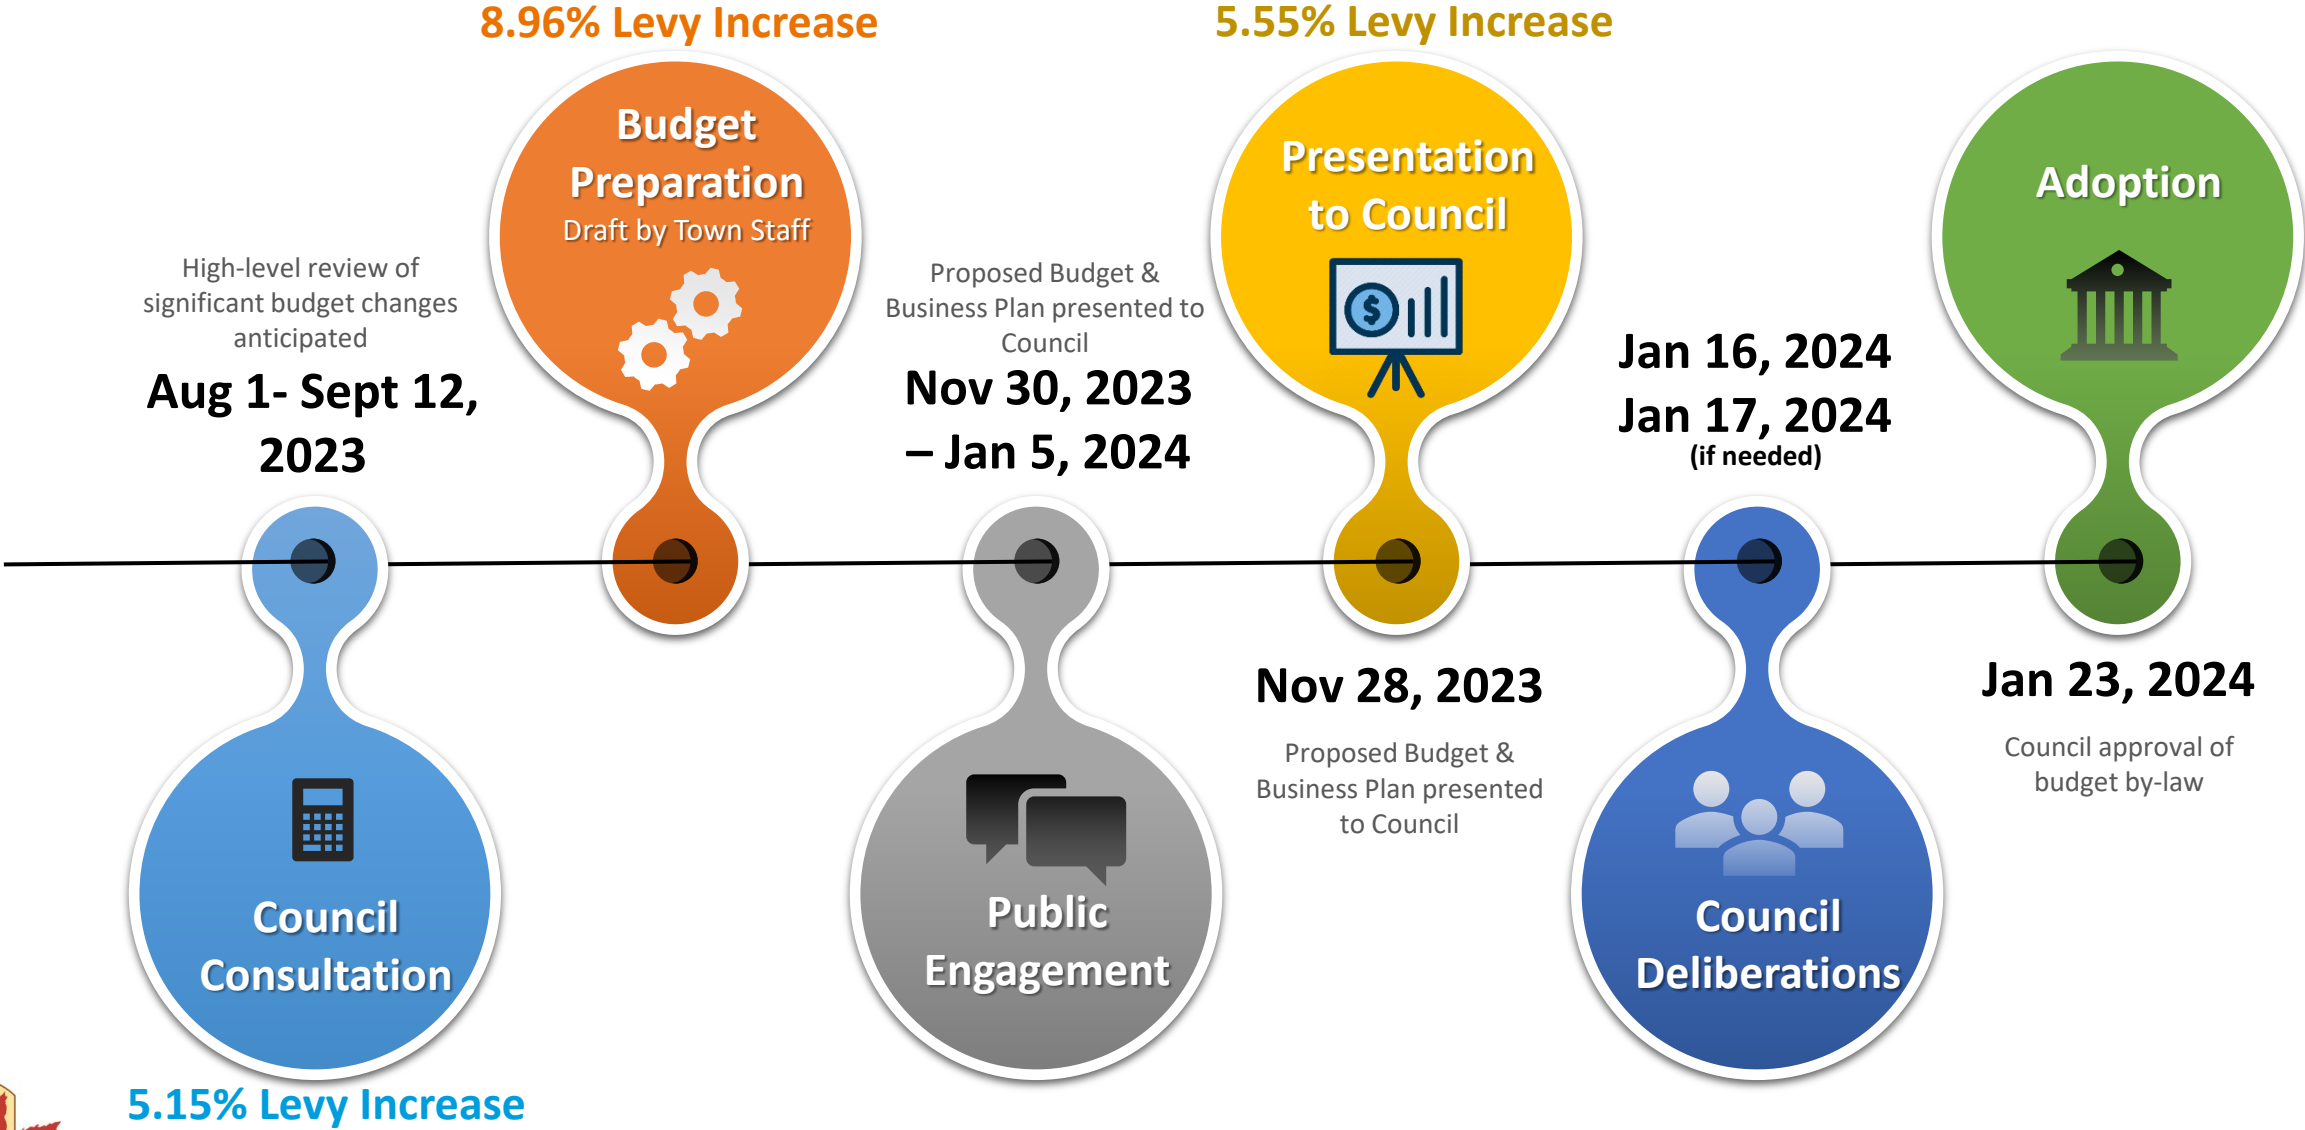 8.96% Levy Increase
5.55% Levy Increase
High-level review of
significant budget changes
anticipated
Aug 1- Sept 12,
2023
Council
Consultation
5.15% Levy Increase
Budget
Preparation
Draft by Town Staff
Proposed Budget &
Business Plan presented to
Council
Nov 30, 2023
– Jan 5, 2024
Public
Engagement
Presentation
to Council
$
Nov 28, 2023
Proposed Budget &
Business Plan presented
to Council
Jan 16, 2024
Jan 17, 2024
(if needed)
Council
Deliberations
Adoption
Jan 23, 2024
Council approval of
budget by-law